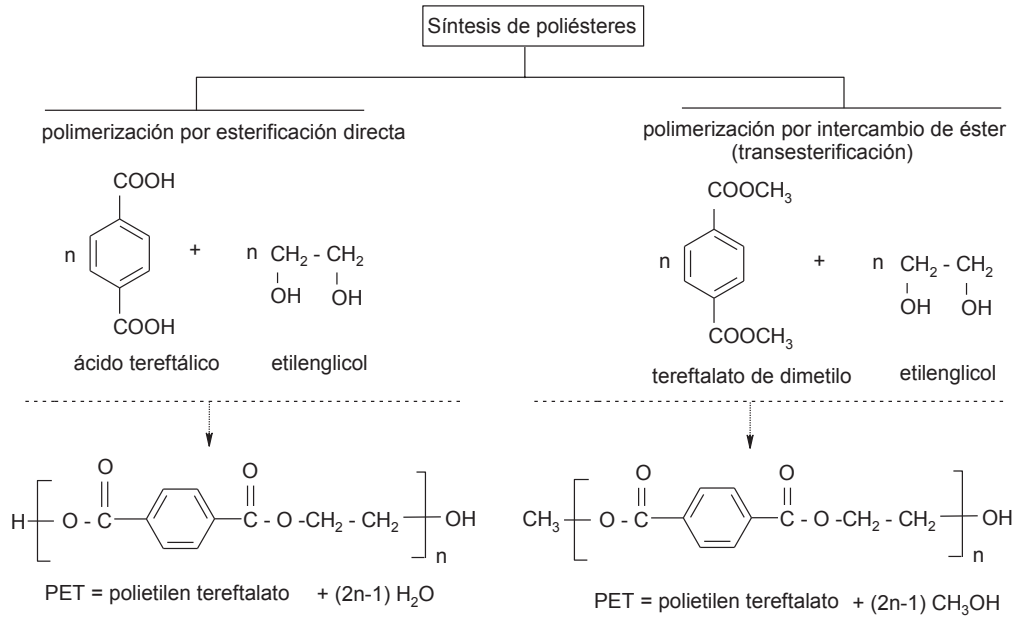 Síntesis de poliésteres
polimerización por esterificación directa
COOH
n
+
n CH₂ - CH₂
OH OH
COOH
ácido tereftálico etilenglicol
O O
H O - C C - O -CH₂ - CH₂ OH
n
PET = polietilen tereftalato + (2n-1) H₂O
polimerización por intercambio de éster
(transesterificación)
COOCH₃
n
+
n CH₂ - CH₂
OH OH
COOCH₃
tereftalato de dimetilo etilenglicol
O O
CH₃ O - C C - O - CH₂ - CH₂ OH
n
PET = polietilen tereftalato + (2n-1) CH₃OH